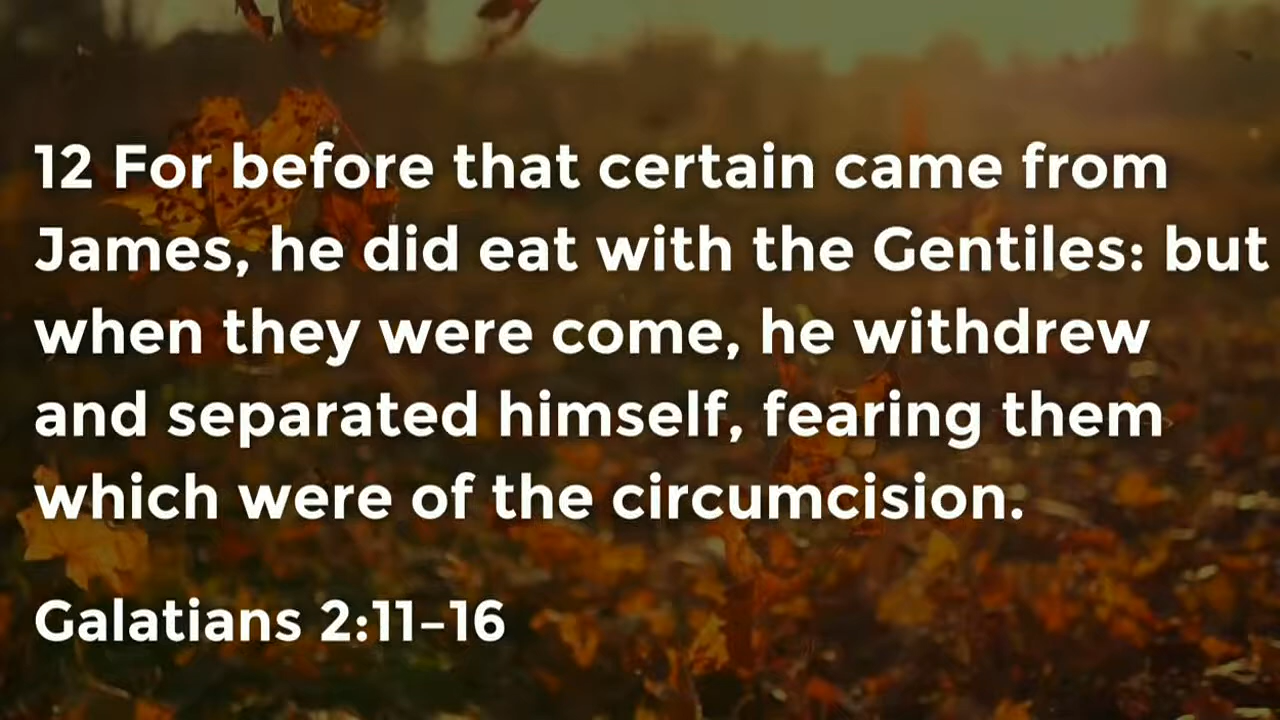 12 For before that certain came from
James, he did eat with the Gentiles: but
when they were come, he withdrew
and separated himself, fearing them
which were of the circumcision.
Galatians 2:11–16